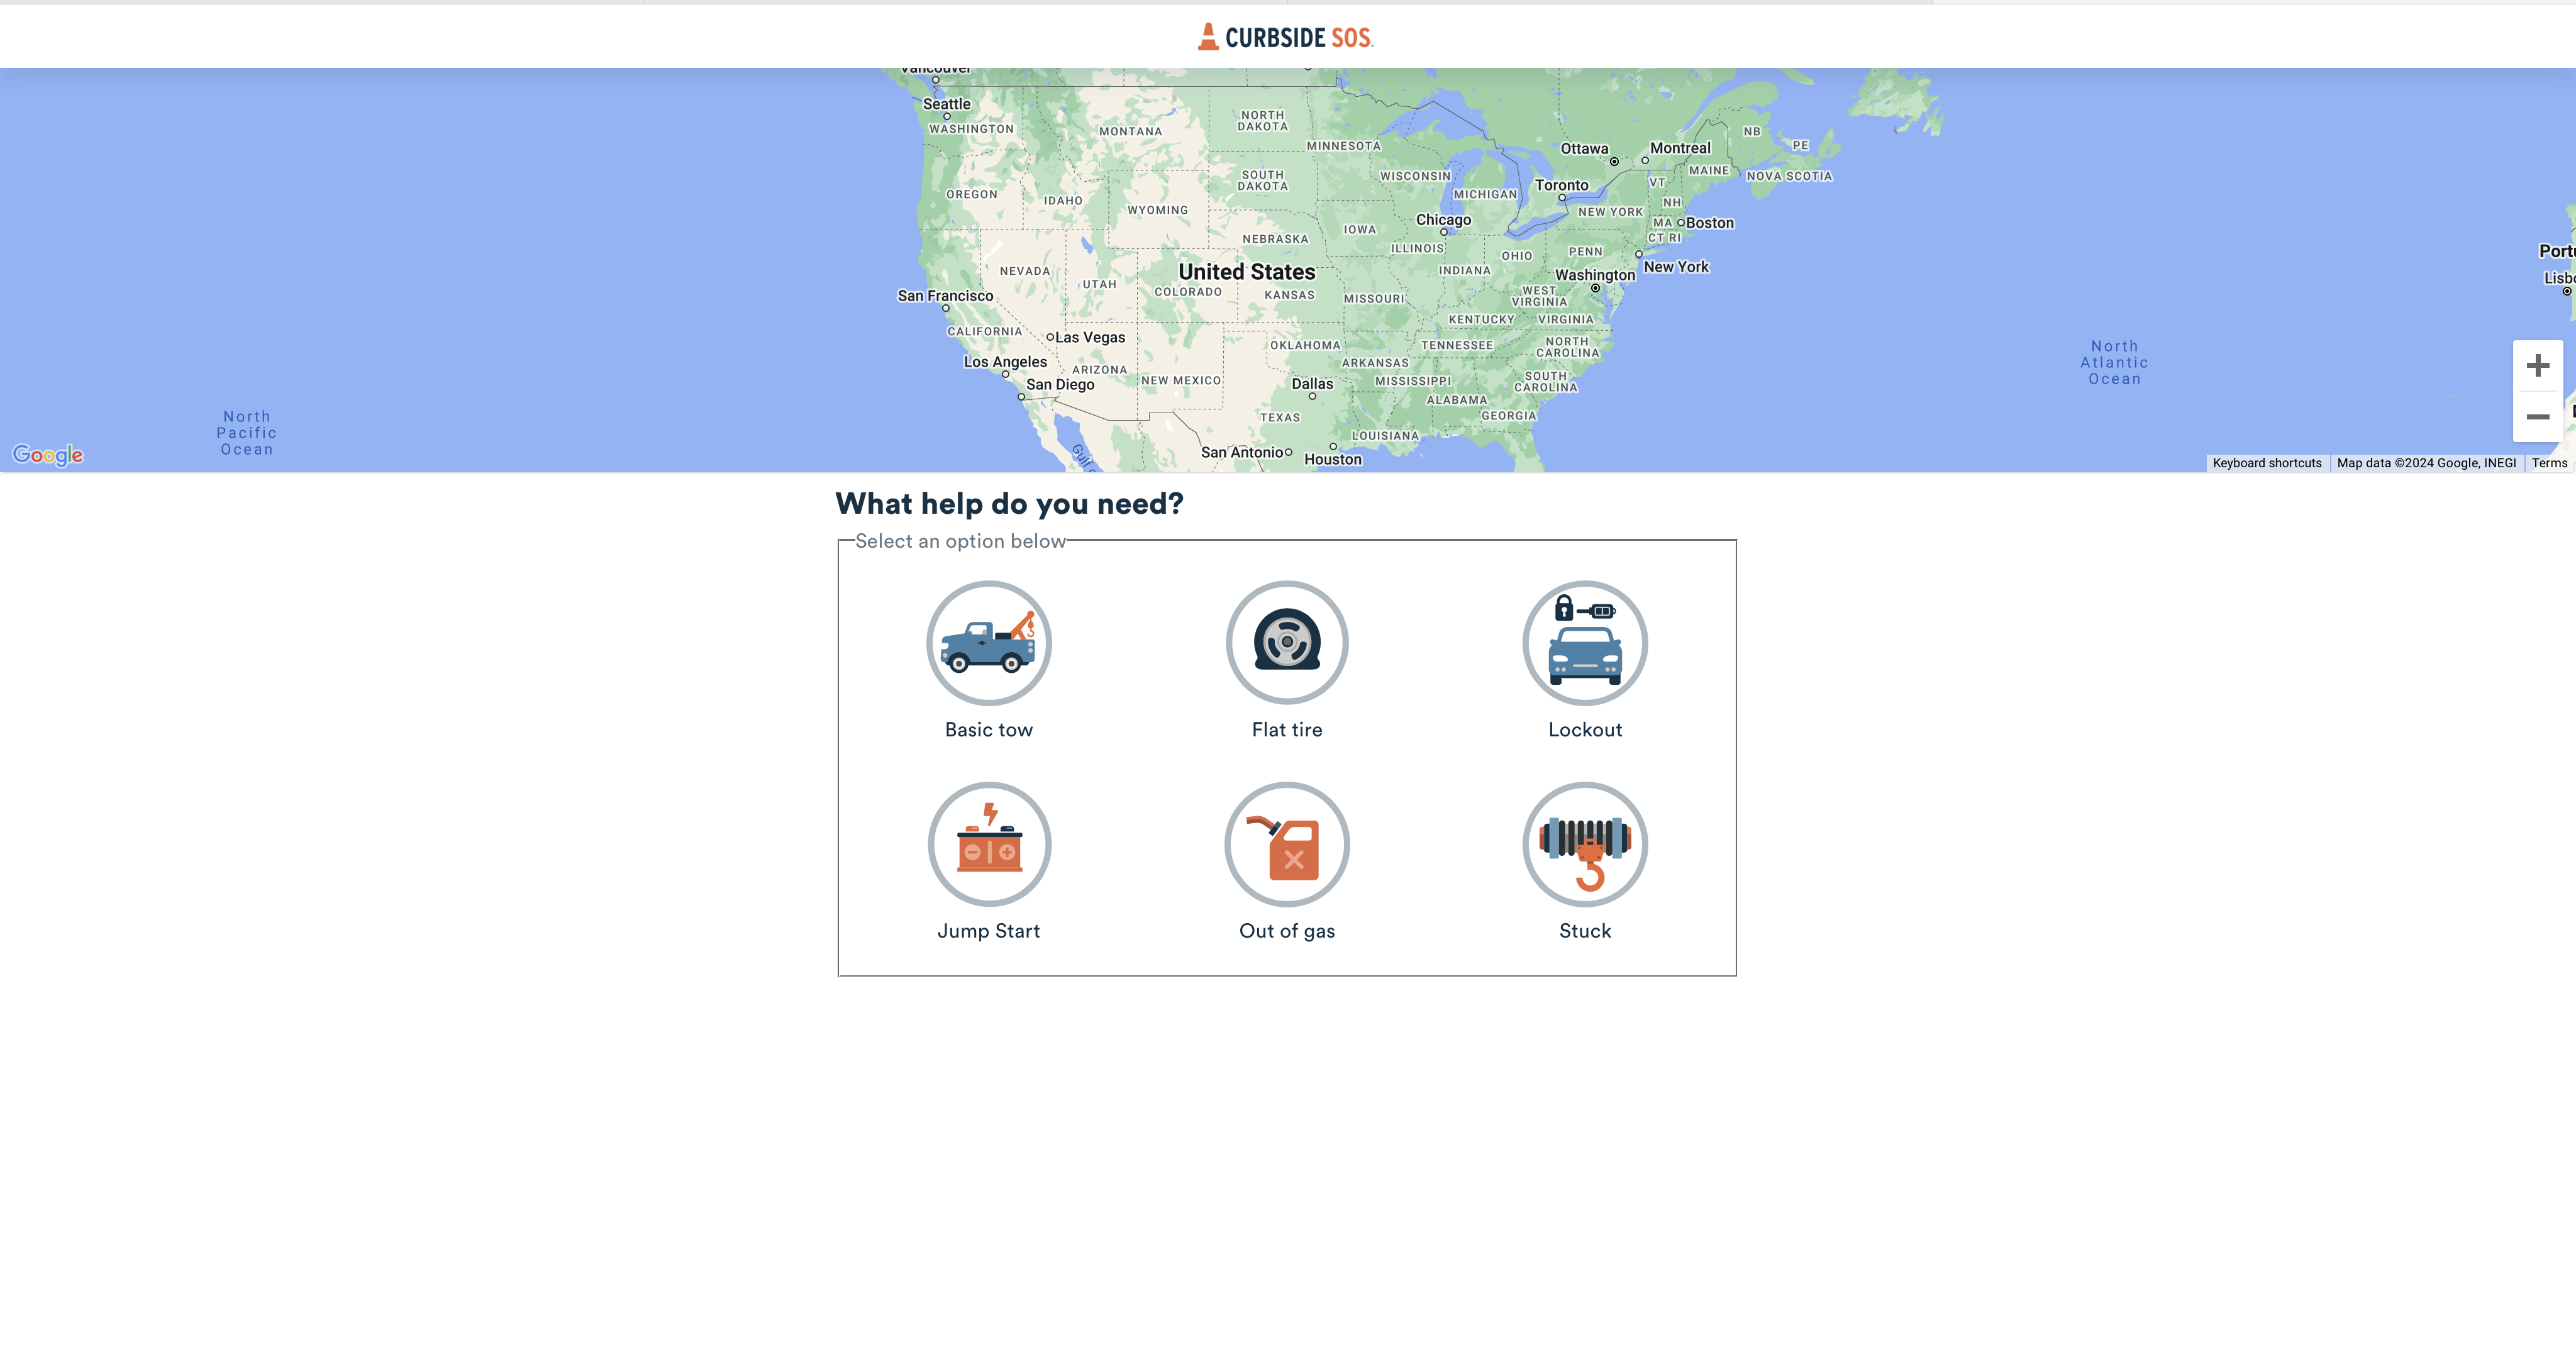 CURBSIDE SOS
Vancouver
Seattle
WASHINGTON
MONTANA
NORTH
DAKOTA
MINNESOTA
Ottawa
Montreal
NB
PE
NOVA SCOTIA
MAINE
VT
NH
OREGON
IDAHO
WYOMING
SOUTH
DAKOTA
WISCONSIN
MICHIGAN
Toronto
NEW YORK
MA
Boston
CT RI
Chicago
IOWA
NEBRASKA
ILLINOIS
INDIANA
OHIO
PENN
New York
Washington
United States
NEVADA
UTAH
COLORADO
KANSAS
MISSOURI
WEST
VIRGINIA
KENTUCKY
VIRGINIA
San Francisco
CALIFORNIA
Las Vegas
Los Angeles
San Diego
ARIZONA
NEW MEXICO
OKLAHOMA
ARKANSAS
TENNESSEE
NORTH
CAROLINA
SOUTH
CAROLINA
MISSISSIPPI
ALABAMA
GEORGIA
Dallas
TEXAS
LOUISIANA
San Antonio
Houston
North
Pacific
Ocean
North
Atlantic
Ocean
Google
Keyboard shortcuts
Map data ©2024 Google, INEGI
Terms
What help do you need?
Select an option below
Basic tow
Flat tire
Lockout
Jump Start
Out of gas
Stuck